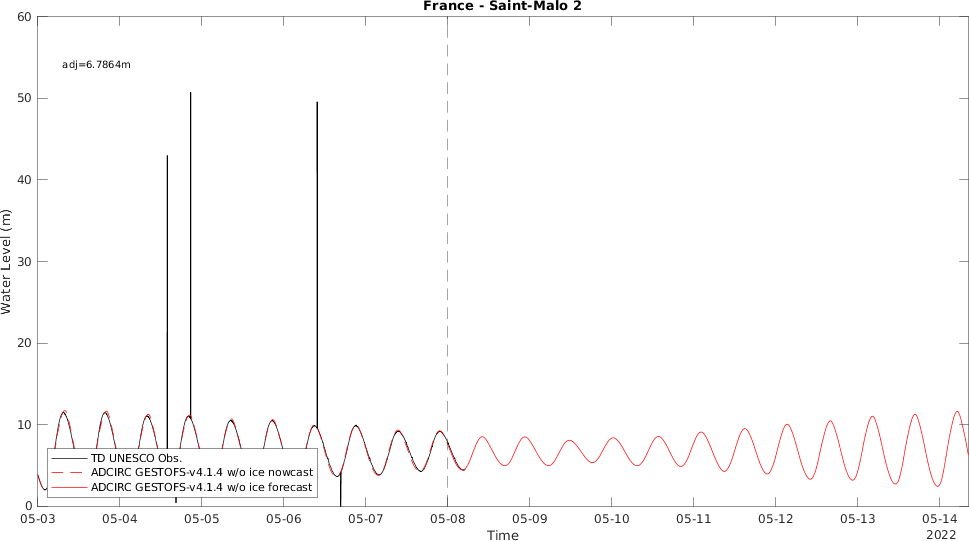 France - Saint-Malo 2
60
adj=6.7864m
50
40
30
20
10
0
Water Level (m)
TD UNESCO Obs.
ADCIRC GESTOFS-v4.1.4 w/o ice nowcast
ADCIRC GESTOFS-v4.1.4 w/o ice forecast
05-03 05-04 05-05 05-06 05-07 05-08 05-09 05-10 05-11 05-12 05-13 05-14
Time
2022